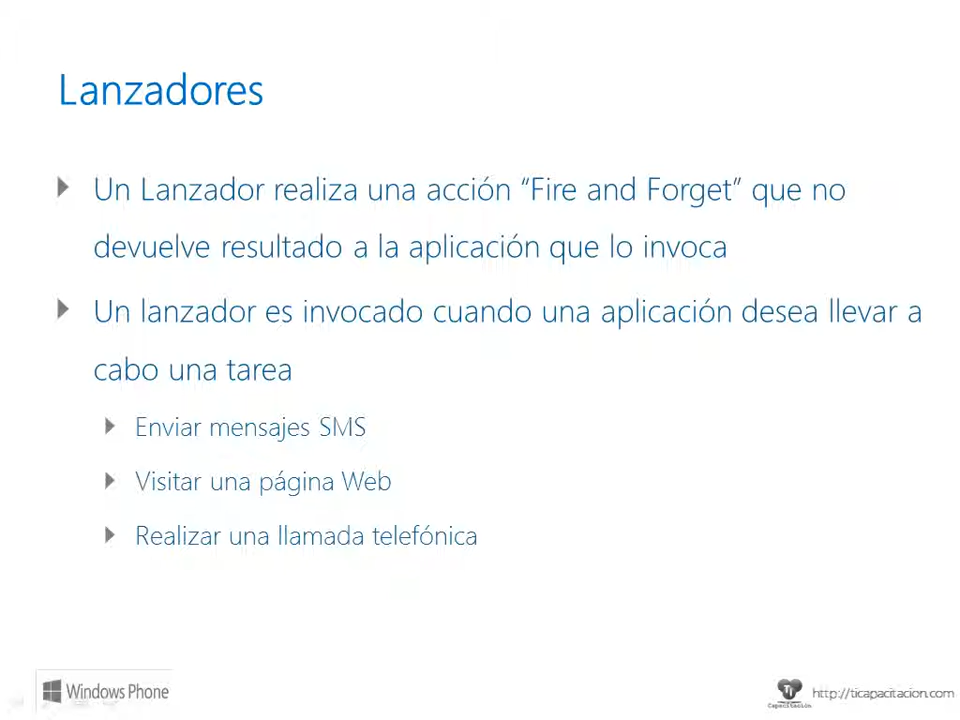 Lanzadores
Un Lanzador realiza una acción “Fire and Forget” que no
devuelve resultado a la aplicación que lo invoca
Un lanzador es invocado cuando una aplicación desea llevar a
cabo una tarea
Enviar mensajes SMS
Visitar una página Web
Realizar una llamada telefónica
Windows Phone
TI
Capacitación
http://ticapacitacion.com